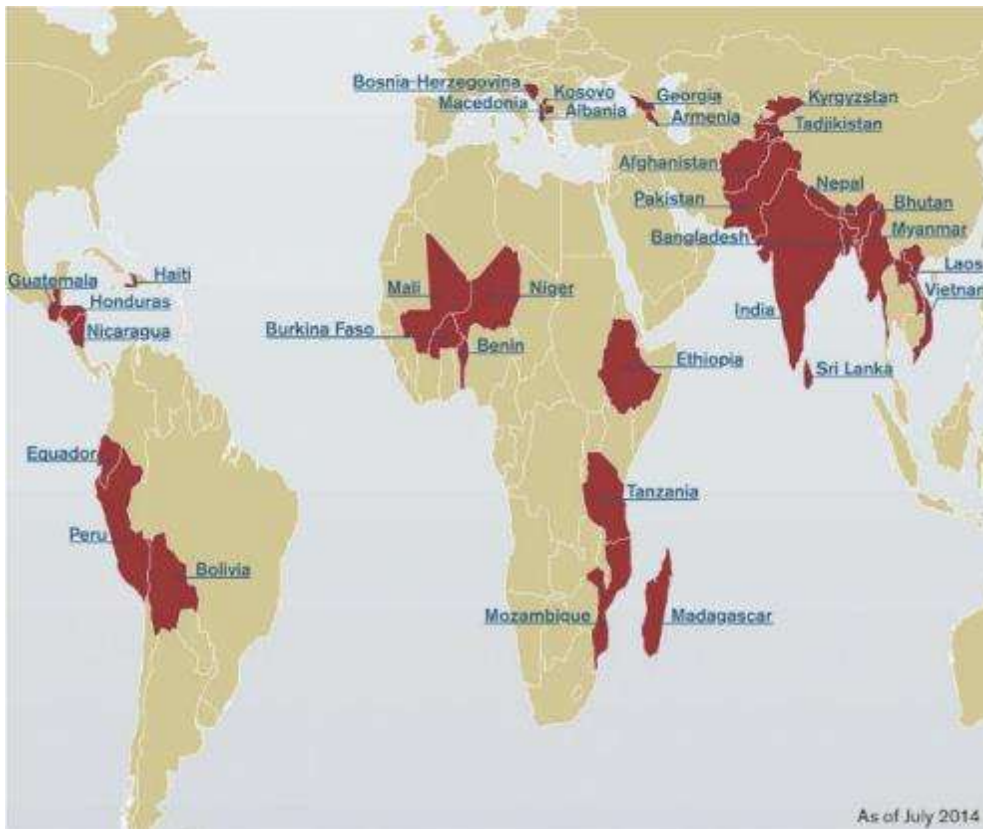 Bosnia-Herzegovina
Kosovo
Macedonia
Albania
Georgia
Armenia
Kyrgyzstan
Tadjikistan
Afghanistan
Pakistan
Nepal
Bhutan
Bangladesh
Myanmar
Laos
Vietnam
India
Sri Lanka
Guatemala
Haiti
Honduras
Nicaragua
Mali
Niger
Burkina Faso
Benin
Ethiopia
Equador
Peru
Bolivia
Tanzania
Mozambique
Madagascar
As of July 2014